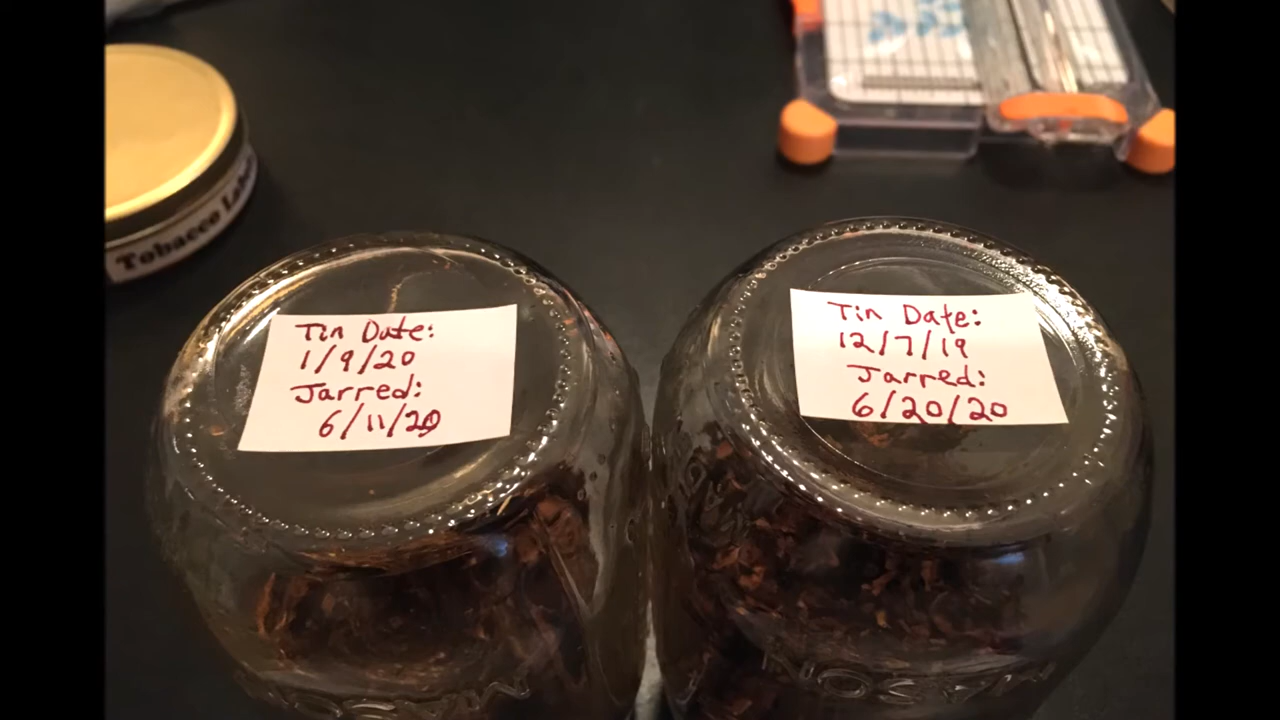 Tobacco
Tin Date:
1/9/20
Jarred:
6/11/20
Tin Date:
12/7/19
Jarred:
6/20/20